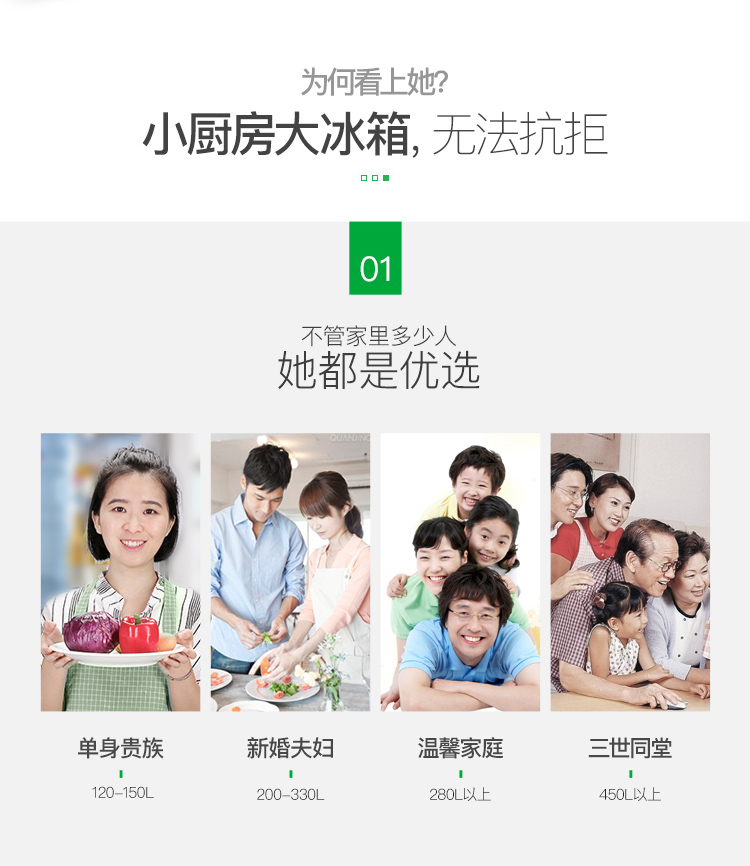 为何看上她?
小厨房大冰箱, 无法抗拒
01
不管家里多少人
她都是优选
QUANJING
单身贵族
新婚夫妇
温馨家庭
三世同堂
120-150L
200-330L
280L以上
450L以上